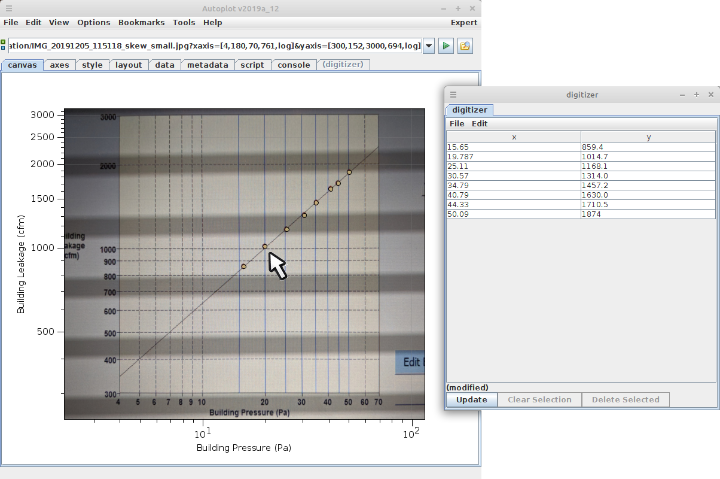 Autoplot v2019a_12
File Edit View Options Bookmarks Tools Help Expert
ation/IMG_20191205_115118_skew_small.jpg?xaxis=[4,180,70,761,log]&yaxis=[300,152,3000,694,log]
canvas axes style layout data metadata script console (digitizer)
3000
2500
2000
1500
1000
500
Building Leakage (cfm)
3000
2000
ilding
akage
cfm)
1000
900
800
700
600
500
400
300
4 5 6 7 8 9 10 20 30 40 50 60 70
Building Pressure (Pa)
Edit
10^1 10^2
Building Pressure (Pa)
digitizer
digitizer
File Edit
x y
15.65 859.4
19.787 1014.7
25.11 1168.1
30.57 1314.0
34.79 1457.2
40.79 1630.0
44.33 1710.5
50.09 1874
(modified)
Update Clear Selection Delete Selected